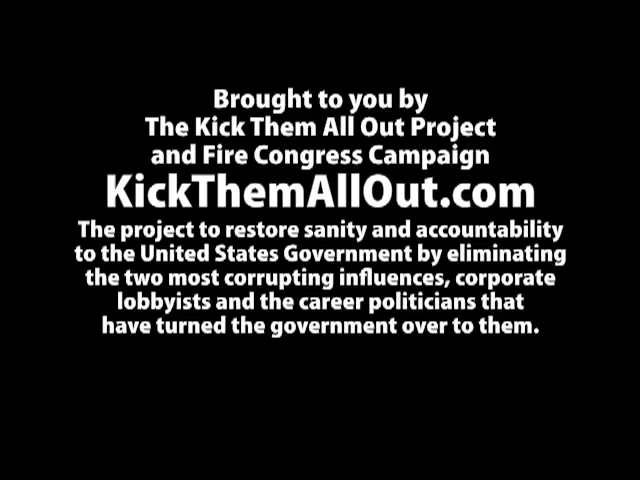 Brought to you by
The Kick Them All Out Project
and Fire Congress Campaign
KickThemAllOut.com
The project to restore sanity and accountability
to the United States Government by eliminating
the two most corrupting influences, corporate
lobbyists and the career politicians that
have turned the government over to them.